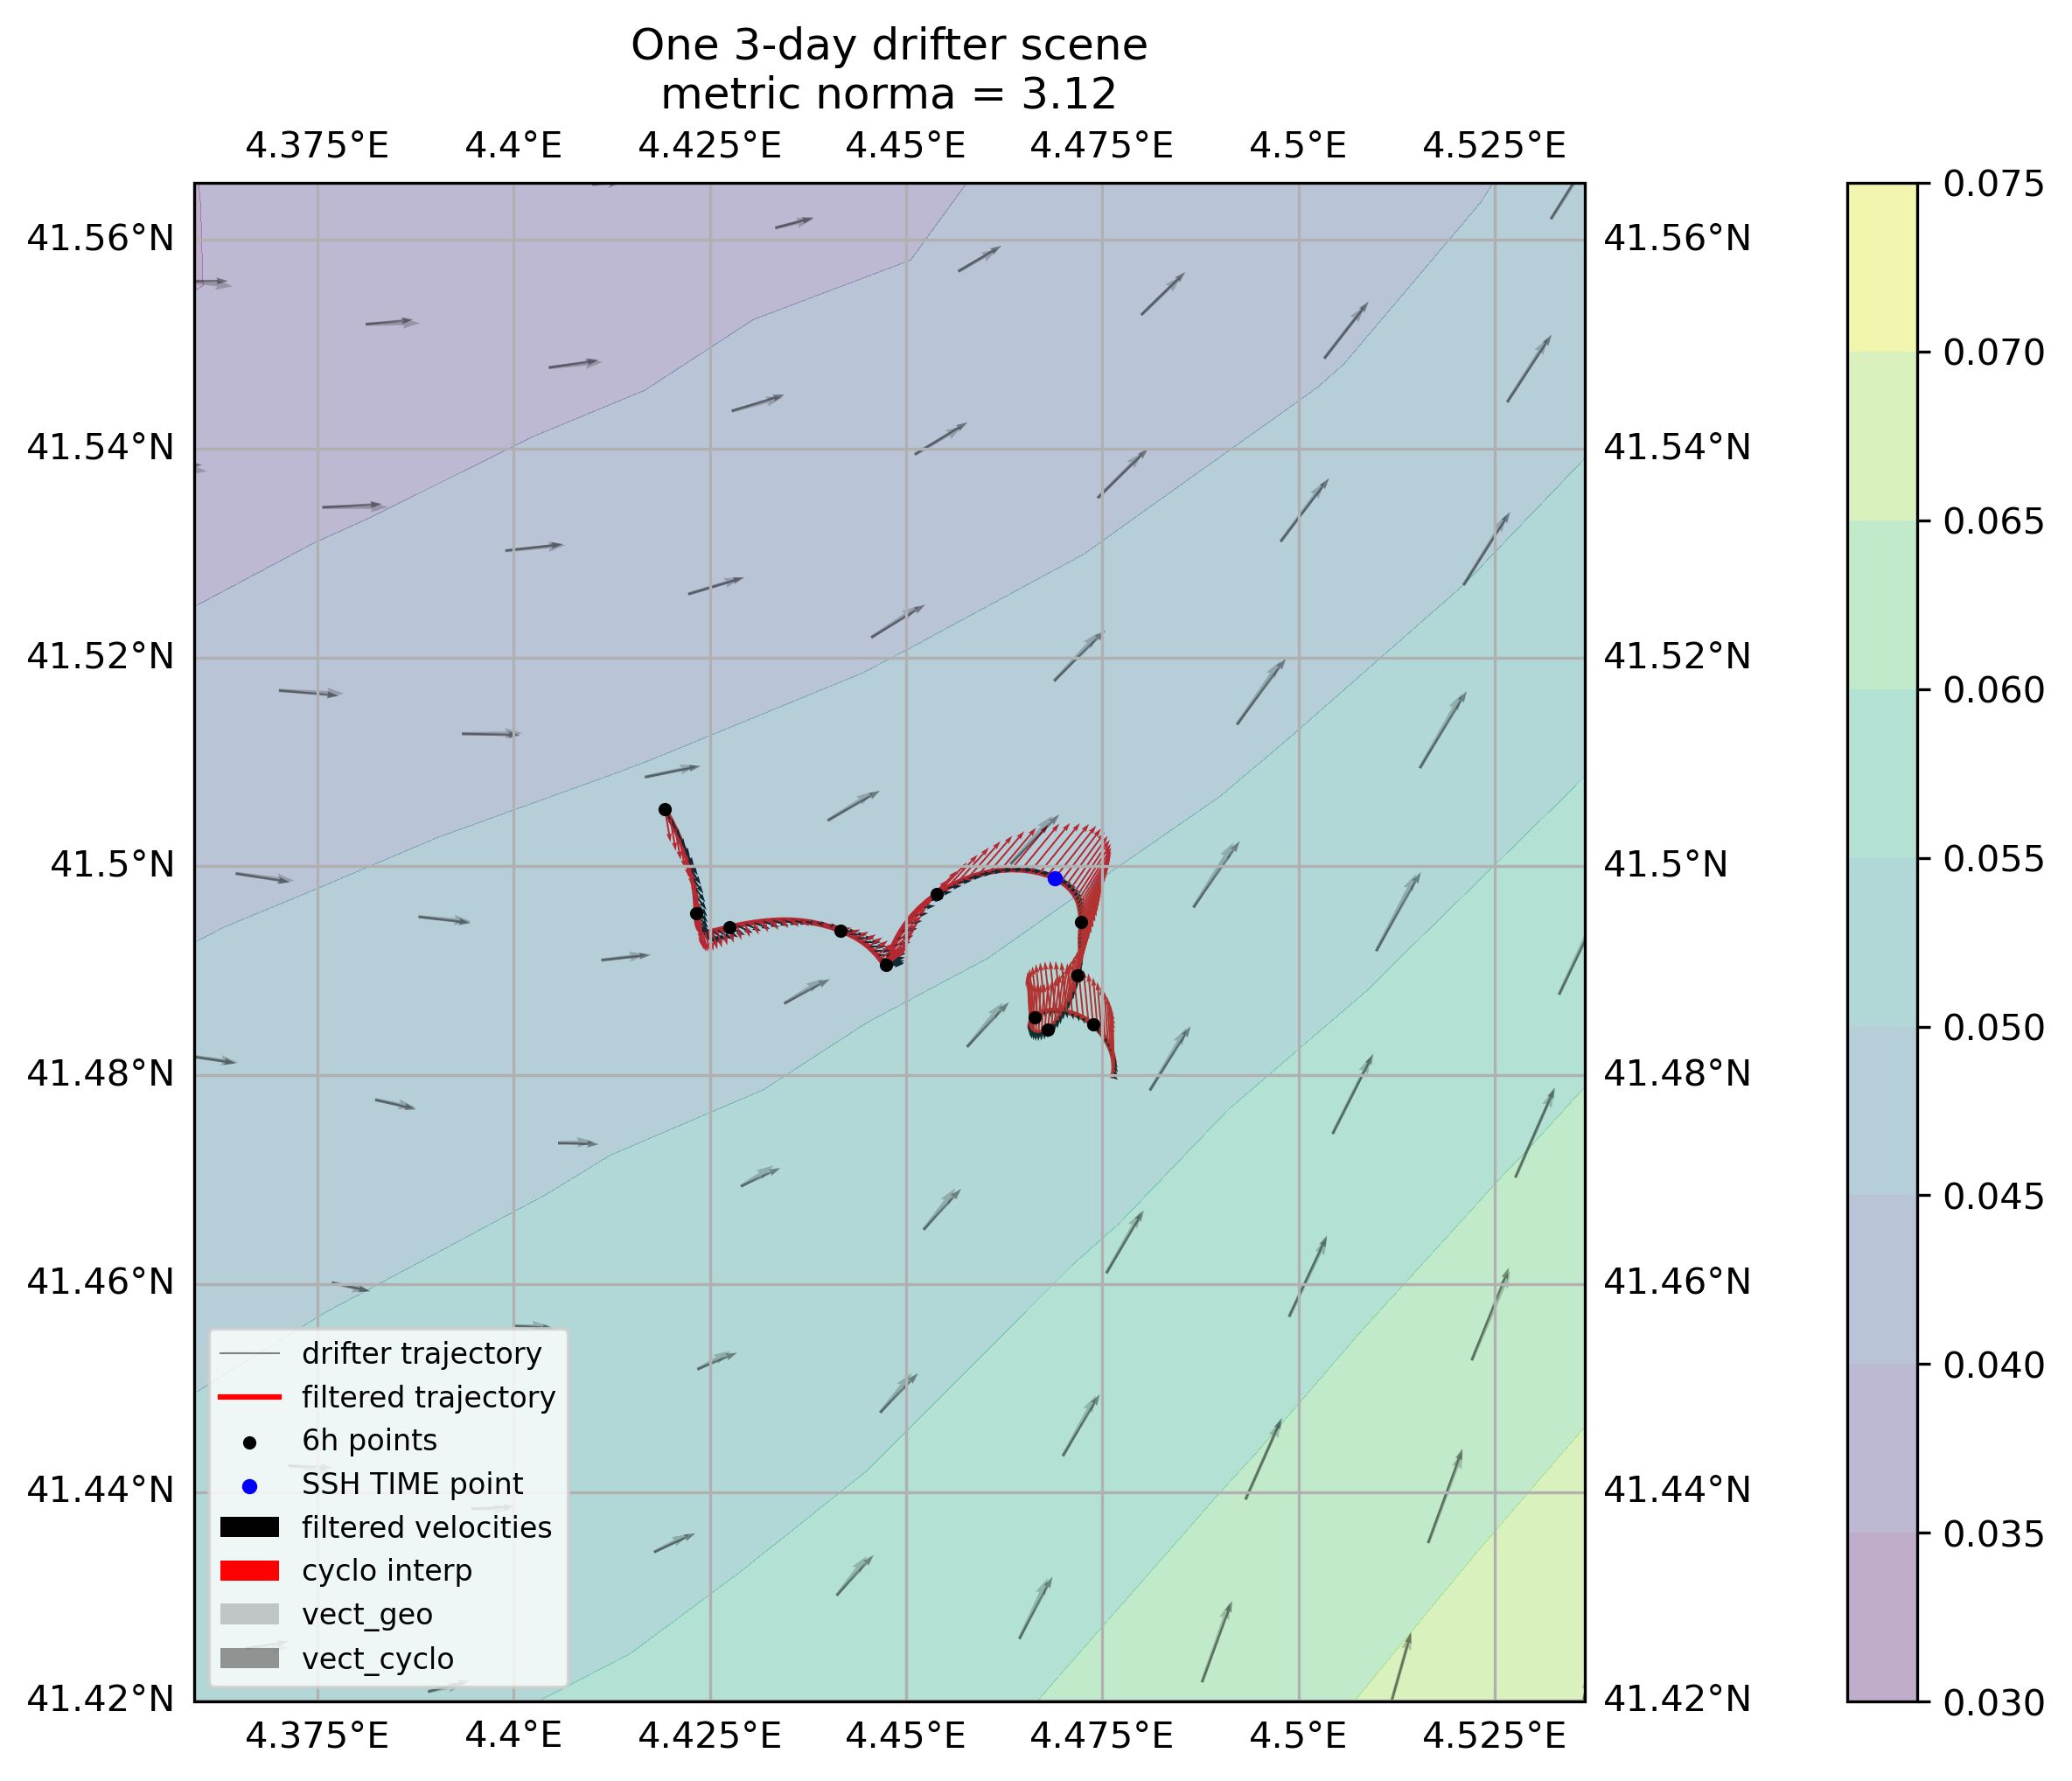 One 3-day drifter scene
metric norma = 3.12
4.375°E 4.4°E 4.425°E 4.45°E 4.475°E 4.5°E 4.525°E
41.56°N 41.56°N
41.54°N 41.54°N
41.52°N 41.52°N
41.5°N 41.5°N
41.48°N 41.48°N
41.46°N 41.46°N
41.44°N 41.44°N
41.42°N 41.42°N
4.375°E 4.4°E 4.425°E 4.45°E 4.475°E 4.5°E 4.525°E
drifter trajectory
filtered trajectory
6h points
SSH TIME point
filtered velocities
cyclo interp
vect_geo
vect_cyclo
0.075
0.070
0.065
0.060
0.055
0.050
0.045
0.040
0.035
0.030